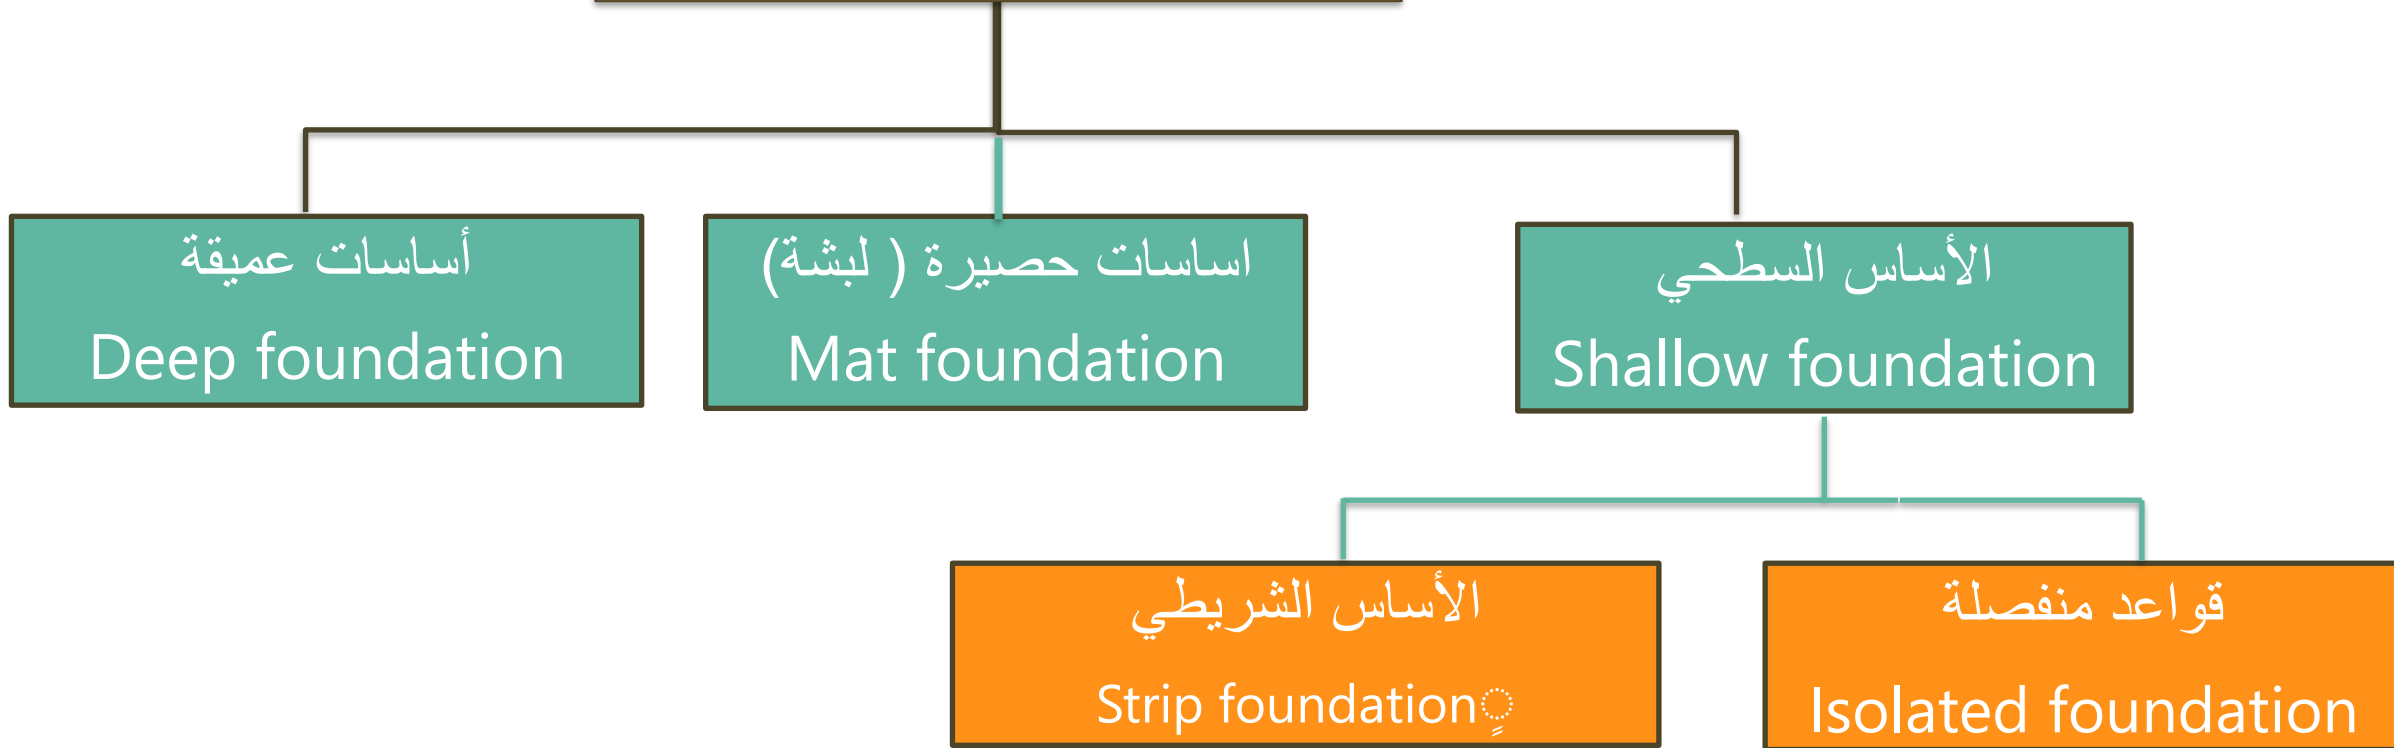 أساسات عميقة
Deep foundation
اساسات حصيرة ( لبشة)
Mat foundation
الأساس السطحي
Shallow foundation
الأساس الشريطي
Strip foundationٍ
قواعد منفصلة
Isolated foundation